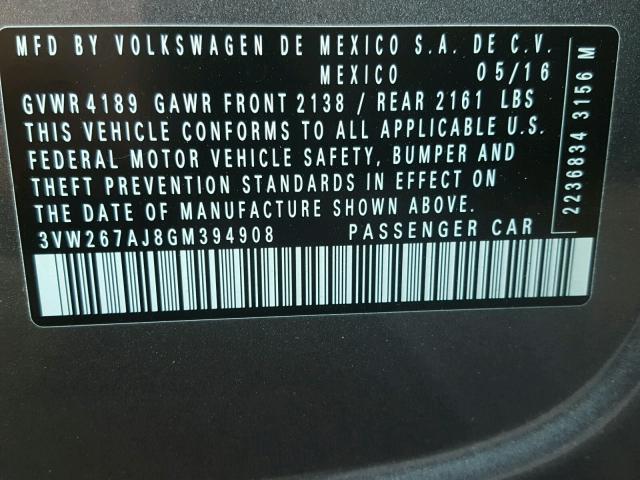 MFD BY VOLKSWAGEN DE MEXICO S.A. DE C.V.
MEXICO 05/16
GVWR 4189 GAWR FRONT 2138 / REAR 2161 LBS
THIS VEHICLE CONFORMS TO ALL APPLICABLE U.S.
FEDERAL MOTOR VEHICLE SAFETY, BUMPER AND
THEFT PREVENTION STANDARDS IN EFFECT ON
THE DATE OF MANUFACTURE SHOWN ABOVE.
3VW267AJ8GM394908 PASSENGER CAR
2236834 3156 M